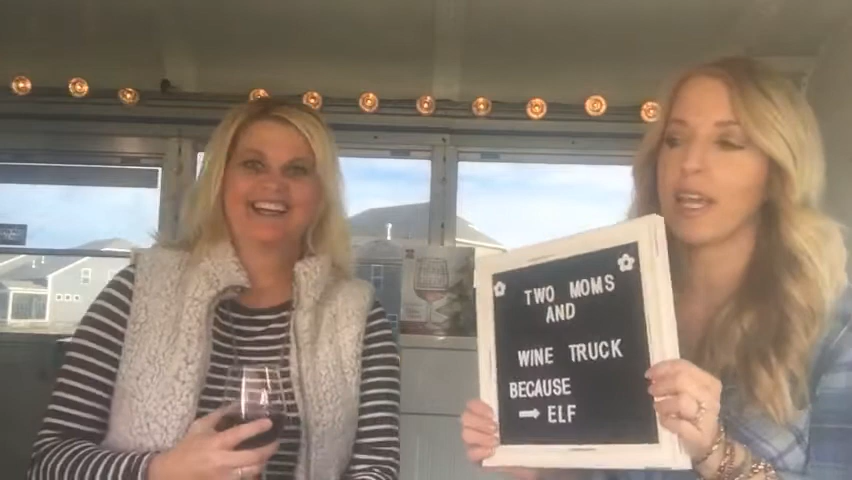 TWO MOMS
AND
WINE TRUCK
BECAUSE
→ ELF